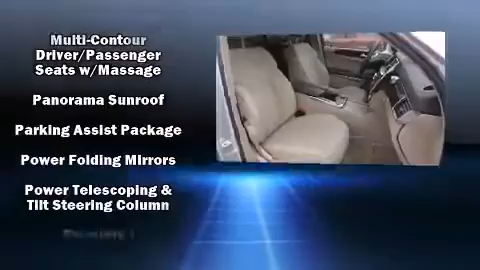 Multi-Contour
Driver/Passenger
Seats w/Massage
Panorama Sunroof
Parking Assist Package
Power Folding Mirrors
Power Telescoping &
Tilt Steering Column